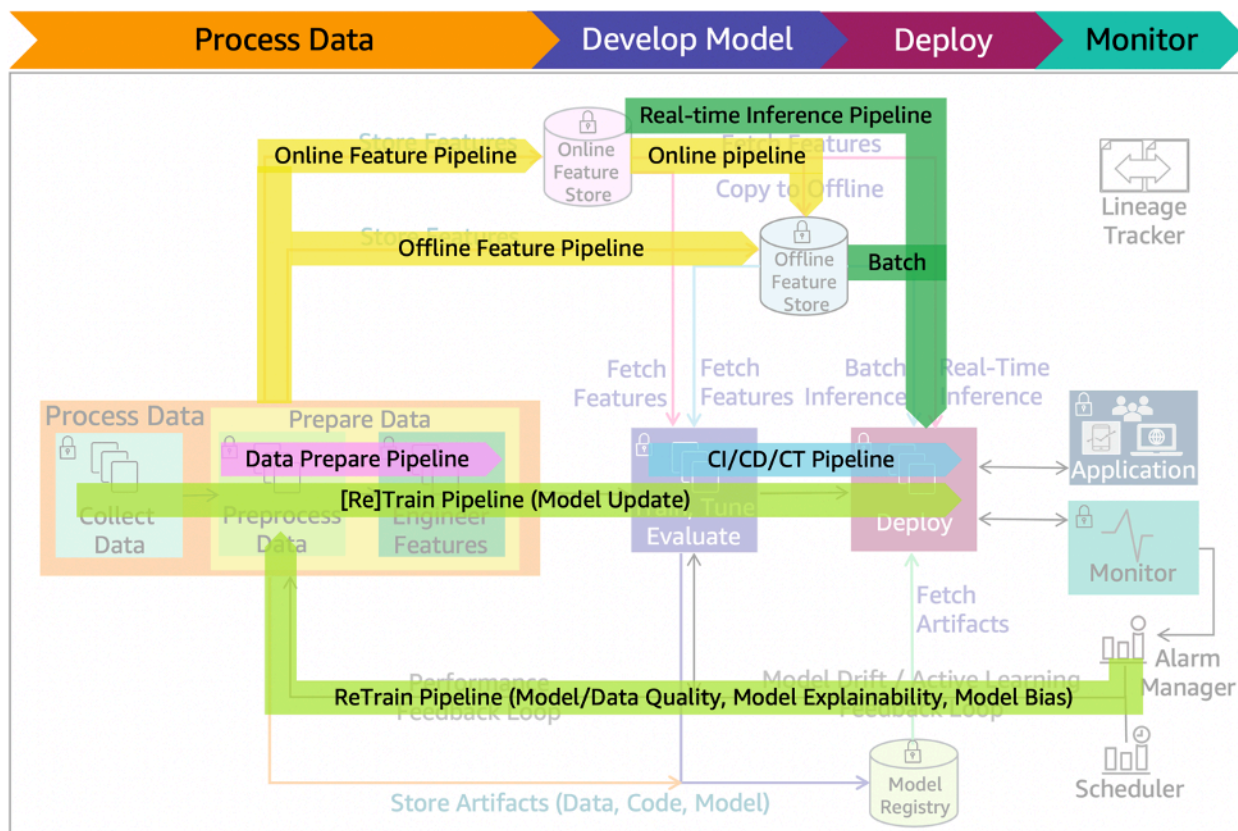 Process Data
Develop Model
Deploy
Monitor
Real-time Inference Pipeline
Store Features
Online Feature Pipeline
Online
Feature
Store
Fetch Features
Online pipeline
Copy to Offline
Lineage
Tracker
Store Features
Offline Feature Pipeline
Offline
Feature
Store
Batch
Fetch
Features
Fetch
Features
Batch
Inference
Real-Time
Inference
Process Data
Prepare Data
Data Prepare Pipeline
CI/CD/CT Pipeline
Application
[Re]Train Pipeline (Model Update)
Collect
Data
Preprocess
Data
Engineer
Features
Train, Tune
Evaluate
Deploy
Monitor
Fetch
Artifacts
Alarm
Manager
Performance
Feedback Loop
Model Drift / Active Learning
Feedback Loop
ReTrain Pipeline (Model/Data Quality, Model Explainability, Model Bias)
Scheduler
Store Artifacts (Data, Code, Model)
Model
Registry